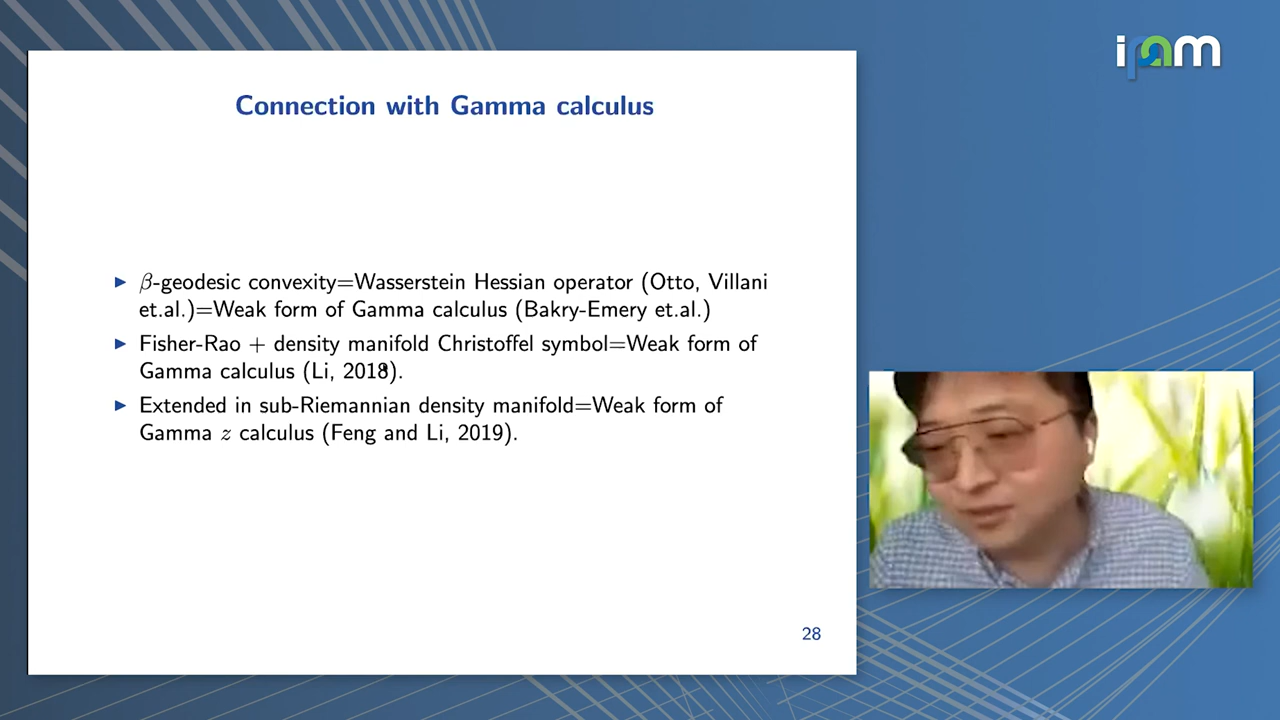 ipam
Connection with Gamma calculus
▶ β-geodesic convexity=Wasserstein Hessian operator (Otto, Villani
et.al.)=Weak form of Gamma calculus (Bakry-Emery et.al.)
▶ Fisher-Rao + density manifold Christoffel symbol=Weak form of
Gamma calculus (Li, 2018).
▶ Extended in sub-Riemannian density manifold=Weak form of
Gamma z calculus (Feng and Li, 2019).
28